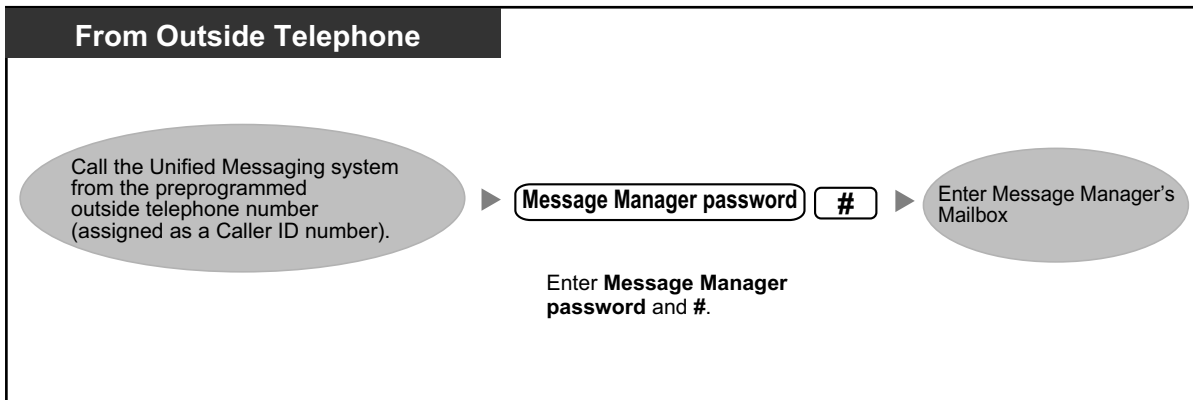 From Outside Telephone
Call the Unified Messaging system
from the preprogrammed
outside telephone number
(assigned as a Caller ID number).
Message Manager password #
Enter Message Manager
password and #.
Enter Message Manager's
Mailbox